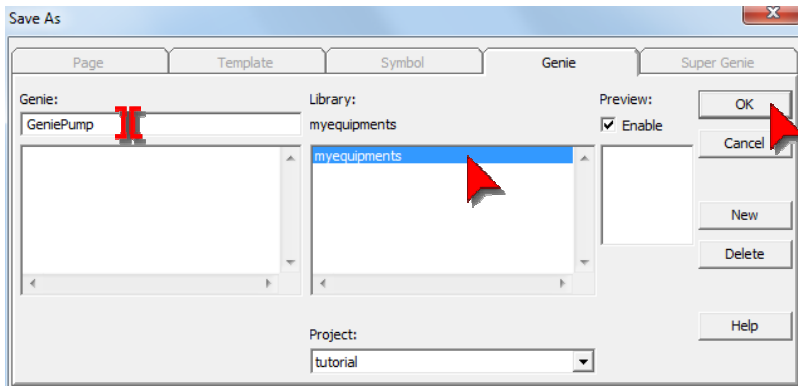 Save As
x
Page Template Symbol Genie Super Genie
Genie: Library: Preview:
GeniePump myequipments Enable
myequipments
OK
Cancel
New
Delete
Help
Project:
tutorial